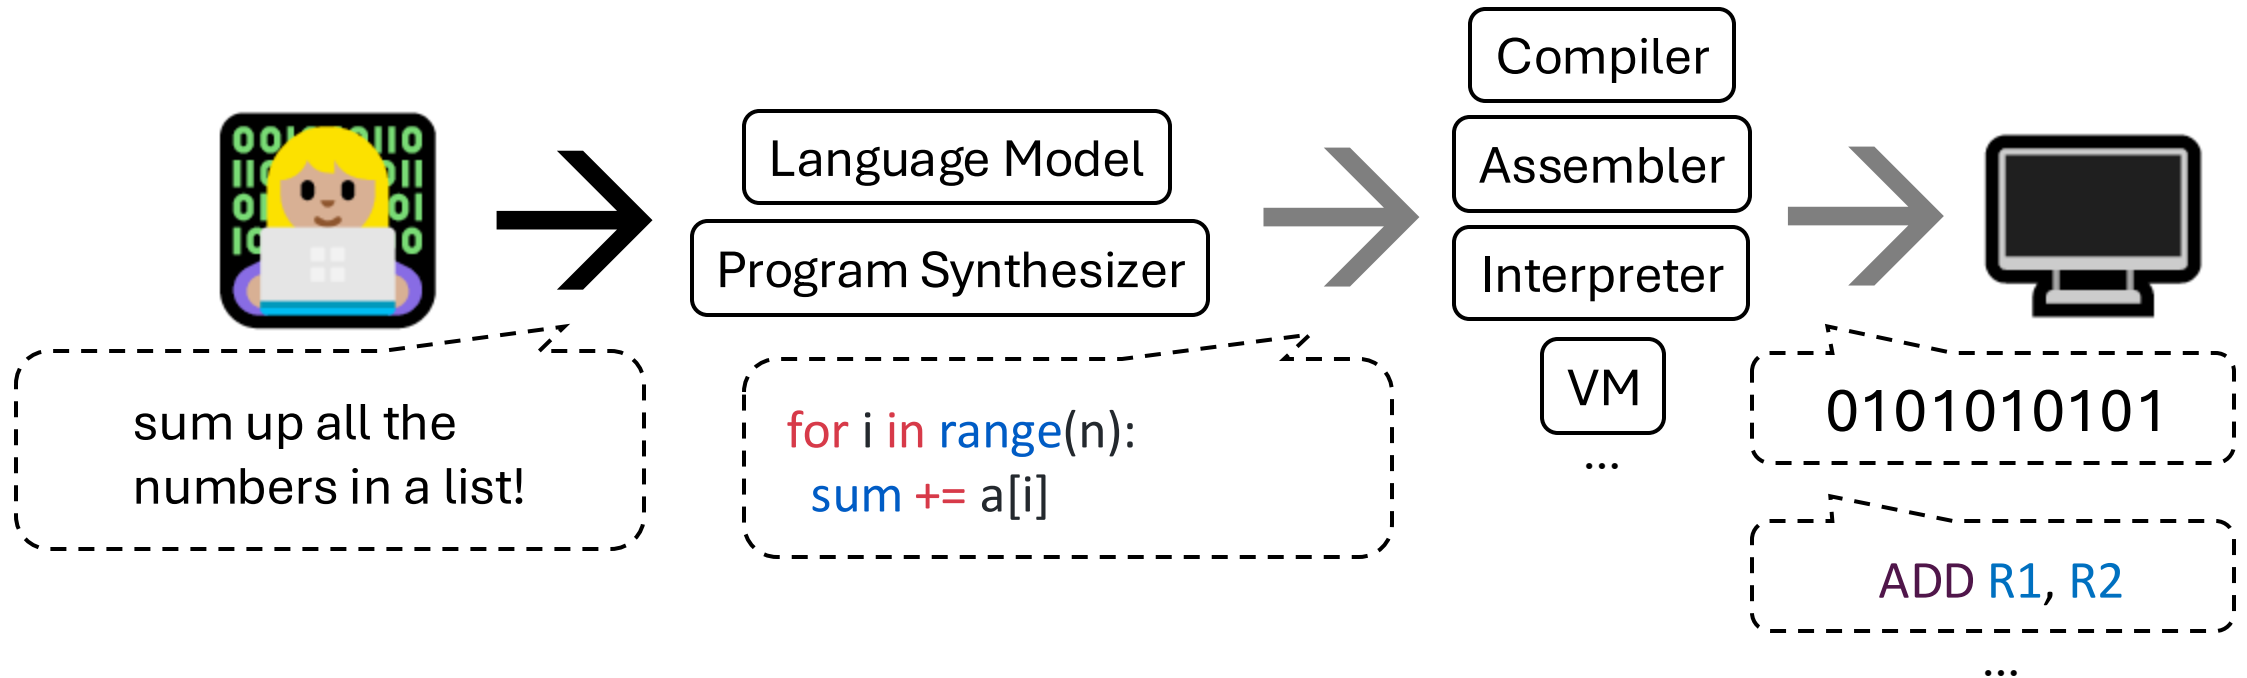 sum up all the
numbers in a list!
Language Model
Program Synthesizer
for i in range(n):
sum += a[i]
Compiler
Assembler
Interpreter
VM
...
0101010101
ADD R1, R2
...